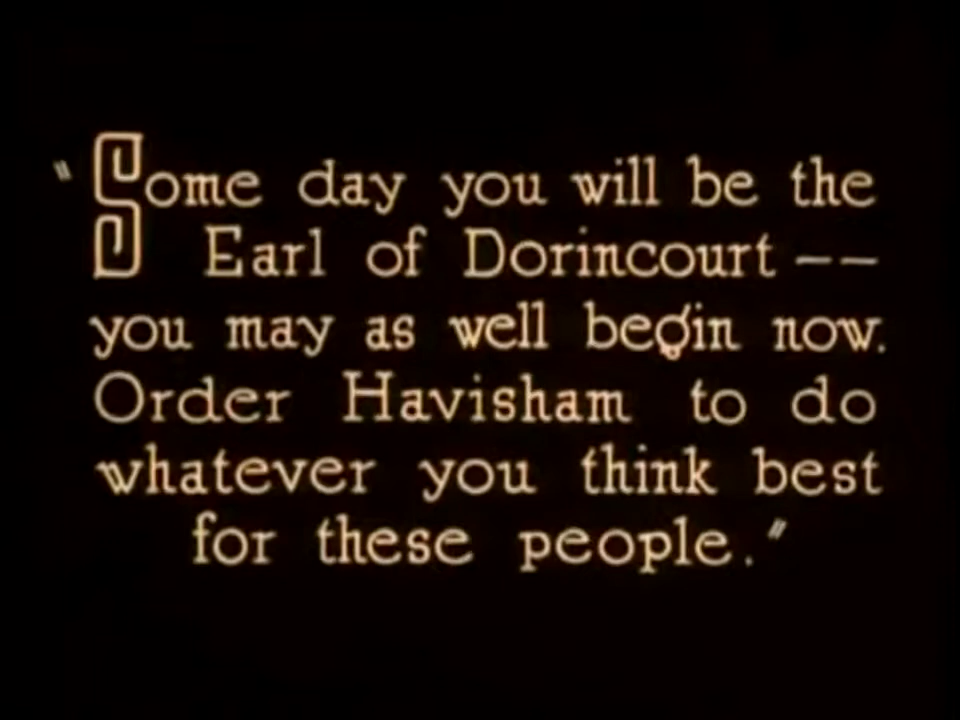 "Some day you will be the
Earl of Dorincourt --
you may as well begin now.
Order Havisham to do
whatever you think best
for these people."